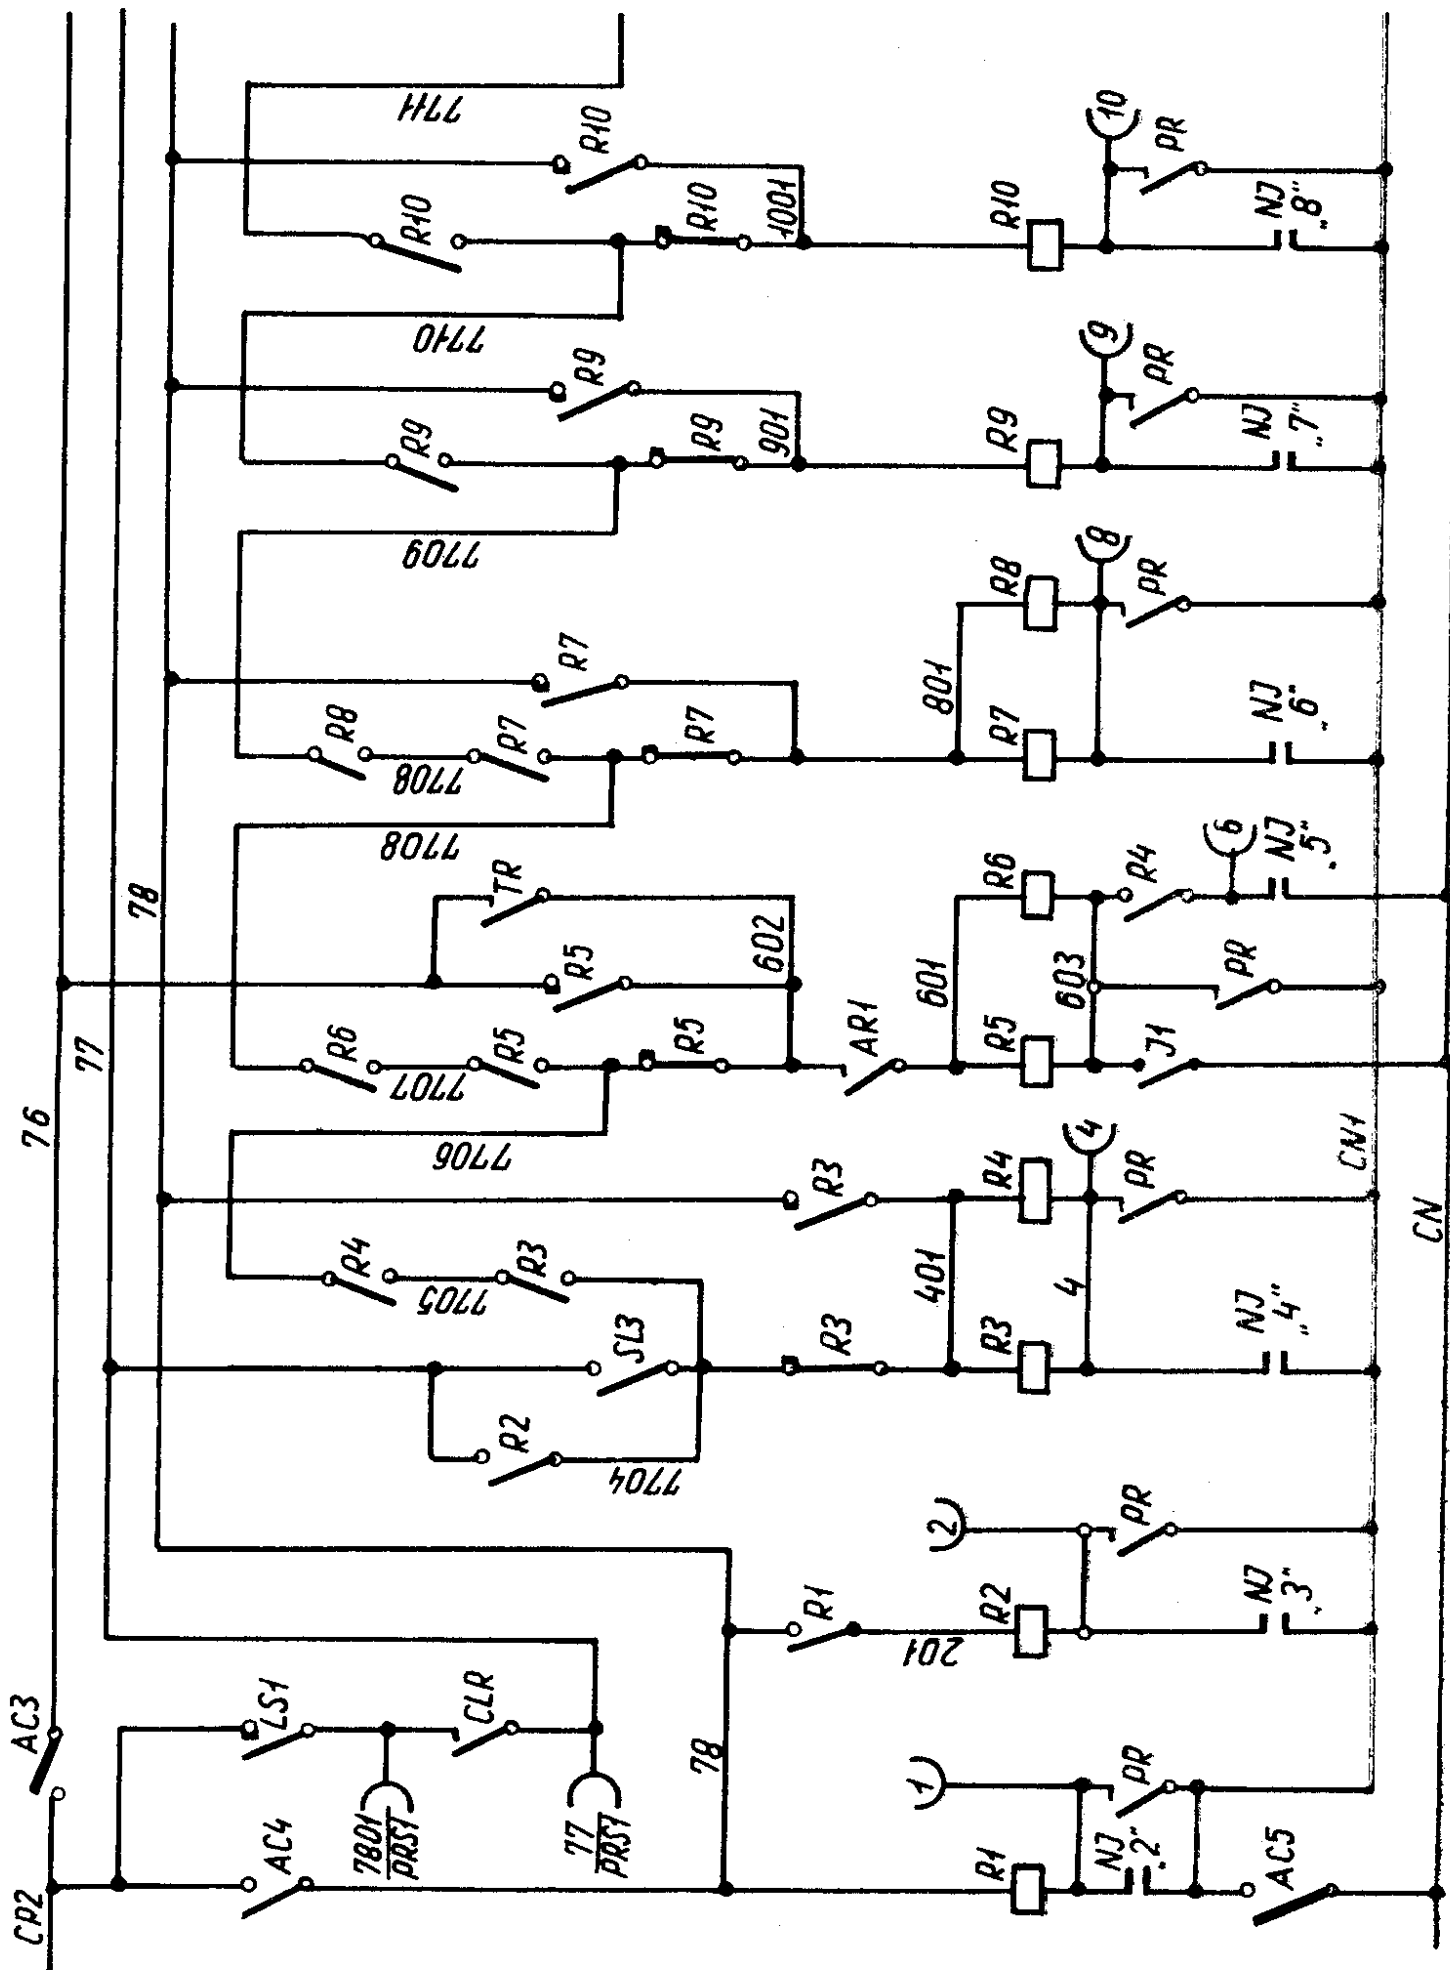 7711
R10
R10
R10
1001
R10
10
PR
NJ
„8"
7710
R9
R9
R9
901
R9
9
PR
NJ
„7"
7709
R8
8
PR
R7
801
R8
R7
7708
R7
R7
NJ
„6"
7708
78
TR
R5
602
R6
R4
6
NJ
„5"
77
R6
R5
7707
R5
AR1
601
R5
603
PR
J1
76
7706
R3
R4
4
PR
CN1
CN
R4
7705
R3
SL3
R3
401
R3
4
NJ
„4"
R2
7704
2
PR
R1
201
R2
NJ
„3"
AC3
LS1
CLR
78
7801
PRS1
77
PRS1
1
PR
CP2
AC4
R1
NJ
„2"
AC5